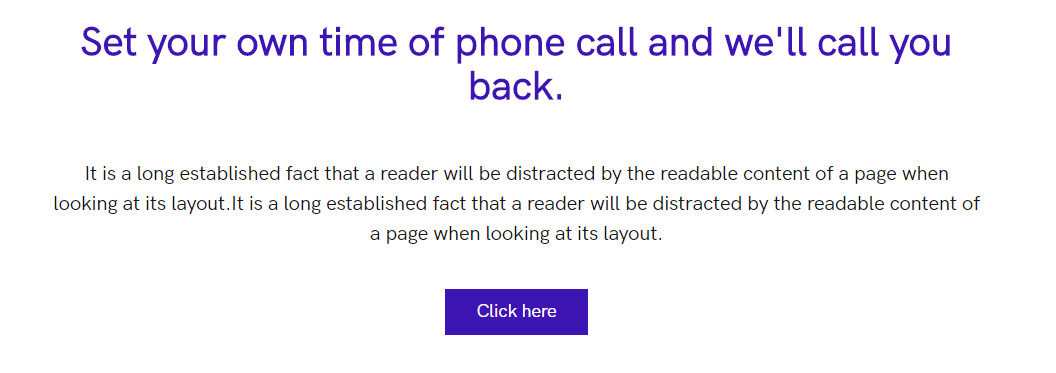 Set your own time of phone call and we'll call you
back.
It is a long established fact that a reader will be distracted by the readable content of a page when
looking at its layout.It is a long established fact that a reader will be distracted by the readable content of
a page when looking at its layout.
Click here